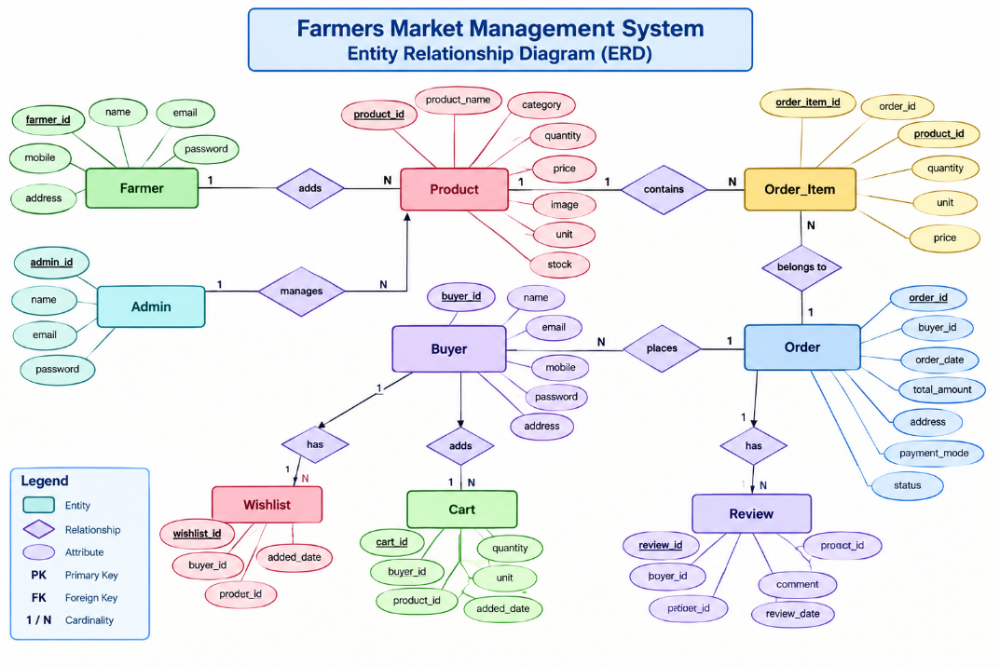 Farmers Market Management System
Entity Relationship Diagram (ERD)
farmer_id
name
email
mobile
password
address
Farmer
1
adds
N
product_id
product_name
category
quantity
price
image
unit
stock
Product
1
1
contains
N
order_item_id
order_id
product_id
quantity
unit
price
Order_Item
N
belongs to
1
admin_id
name
email
password
Admin
1
manages
N
buyer_id
name
email
mobile
password
address
Buyer
N
places
1
order_id
buyer_id
order_date
total_amount
address
payment_mode
status
Order
1
has
1
N
Wishlist
wishlist_id
buyer_id
added_date
adds
1
N
Cart
cart_id
buyer_id
product_id
quantity
unit
added_date
1
has
1
N
Review
review_id
comment
review_date
Legend
Entity
Relationship
Attribute
PK
Primary Key
FK
Foreign Key
1 / N
Cardinality